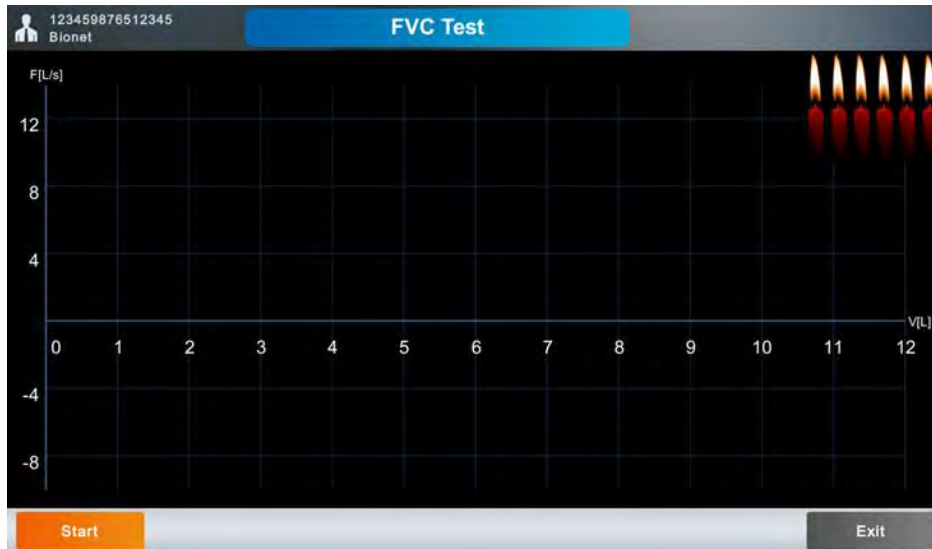 123459876512345
Bionet
FVC Test
F[L/s]
12
8
4
V[L]
0 1 2 3 4 5 6 7 8 9 10 11 12
-4
-8
Start
Exit